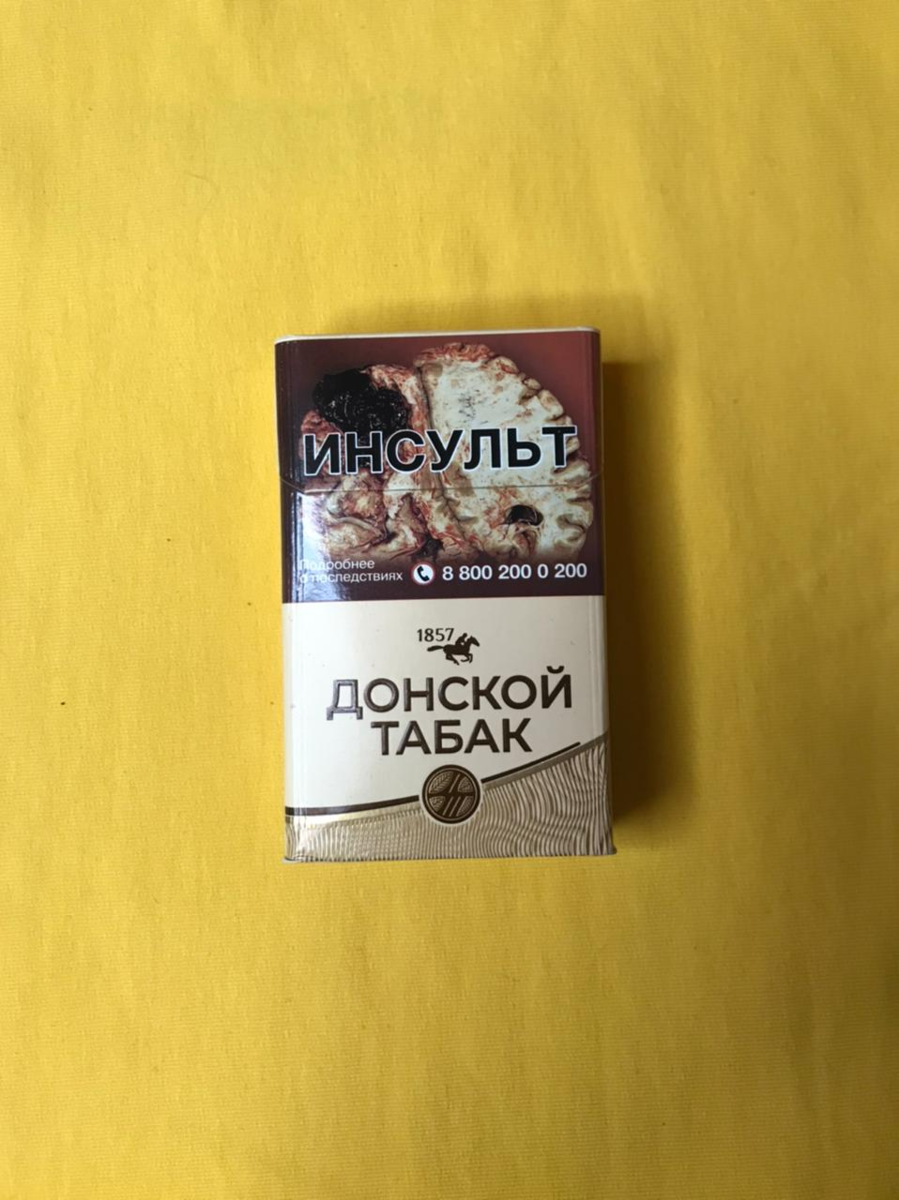 ИНСУЛЬТ
Подробнее
о последствиях 8 800 200 0 200
1857
ДОНСКОЙ
ТАБАК